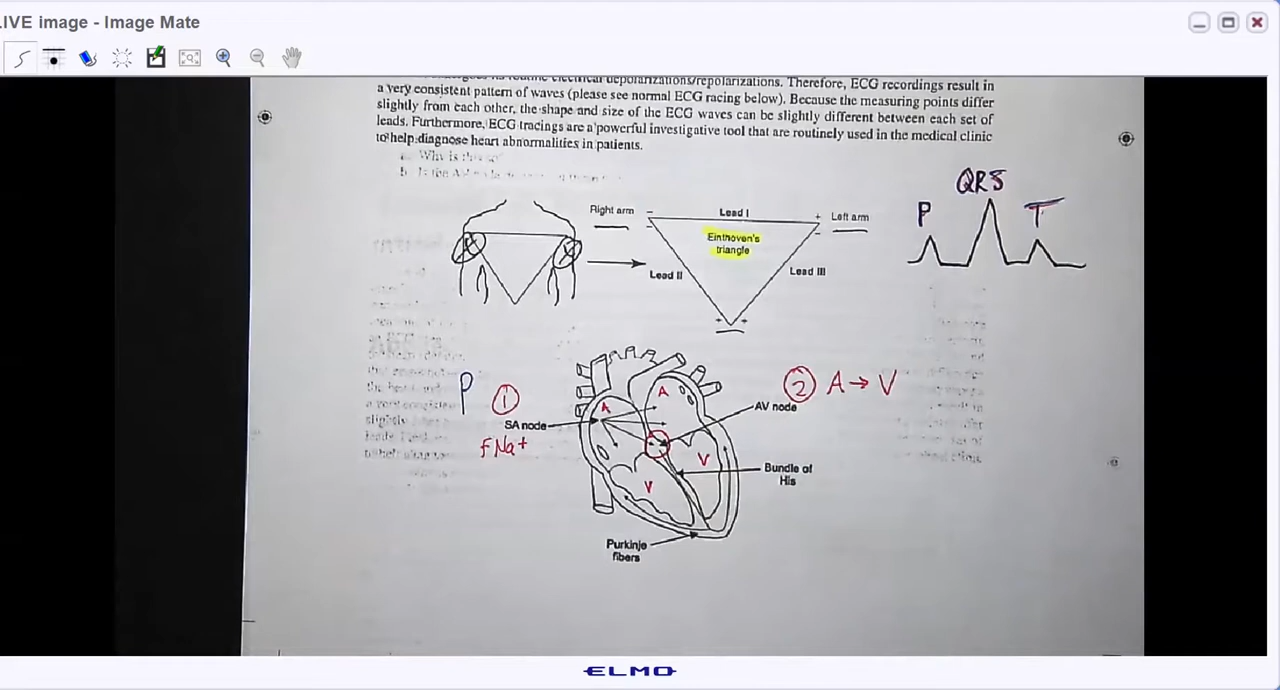 LIVE image - Image Mate
a very consistent pattern of waves (please see normal ECG racing below). Because the measuring points differ
slightly from each other, the shape and size of the ECG waves can be slightly different between each set of
leads. Furthermore, ECG tracings are a powerful investigative tool that are routinely used in the medical clinic
to help diagnose heart abnormalities in patients.
QRS
P
T
Right arm
Lead I
Left arm
Einthoven's
triangle
Lead II
Lead III
P
1
2 A → V
A
A
AV node
SA node
FNa+
V
V
Bundle of
His
Purkinje
fibers
ELMO